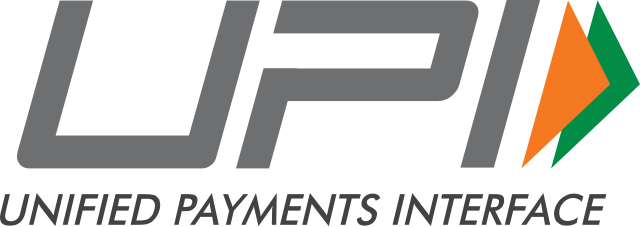 UPI
UNIFIED PAYMENTS INTERFACE